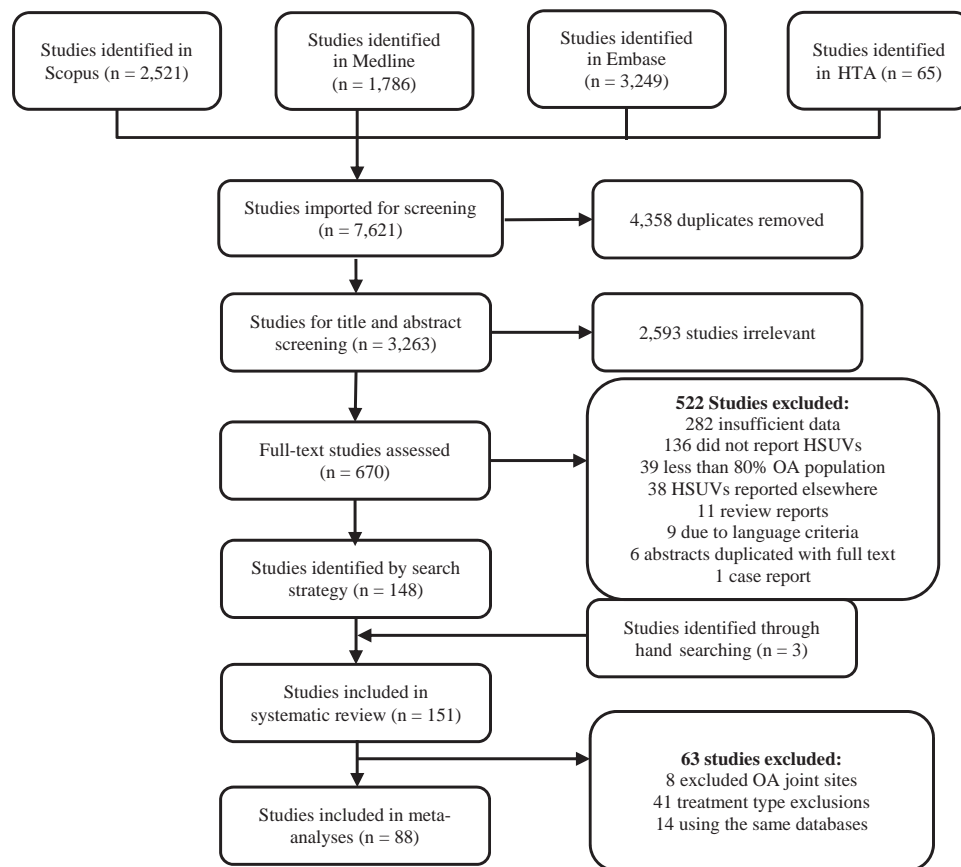 Studies identified in
Scopus (n = 2,521)
Studies identified
in Medline
(n = 1,786)
Studies identified
in Embase
(n = 3,249)
Studies identified
in HTA (n = 65)
Studies imported for screening
(n = 7,621)
4,358 duplicates removed
Studies for title and abstract
screening (n = 3,263)
2,593 studies irrelevant
Full-text studies assessed
(n = 670)
522 Studies excluded:
282 insufficient data
136 did not report HSUVs
39 less than 80% OA population
38 HSUVs reported elsewhere
11 review reports
9 due to language criteria
6 abstracts duplicated with full text
1 case report
Studies identified by search
strategy (n = 148)
Studies identified through
hand searching (n = 3)
Studies included in
systematic review (n = 151)
63 studies excluded:
8 excluded OA joint sites
41 treatment type exclusions
14 using the same databases
Studies included in meta-
analyses (n = 88)